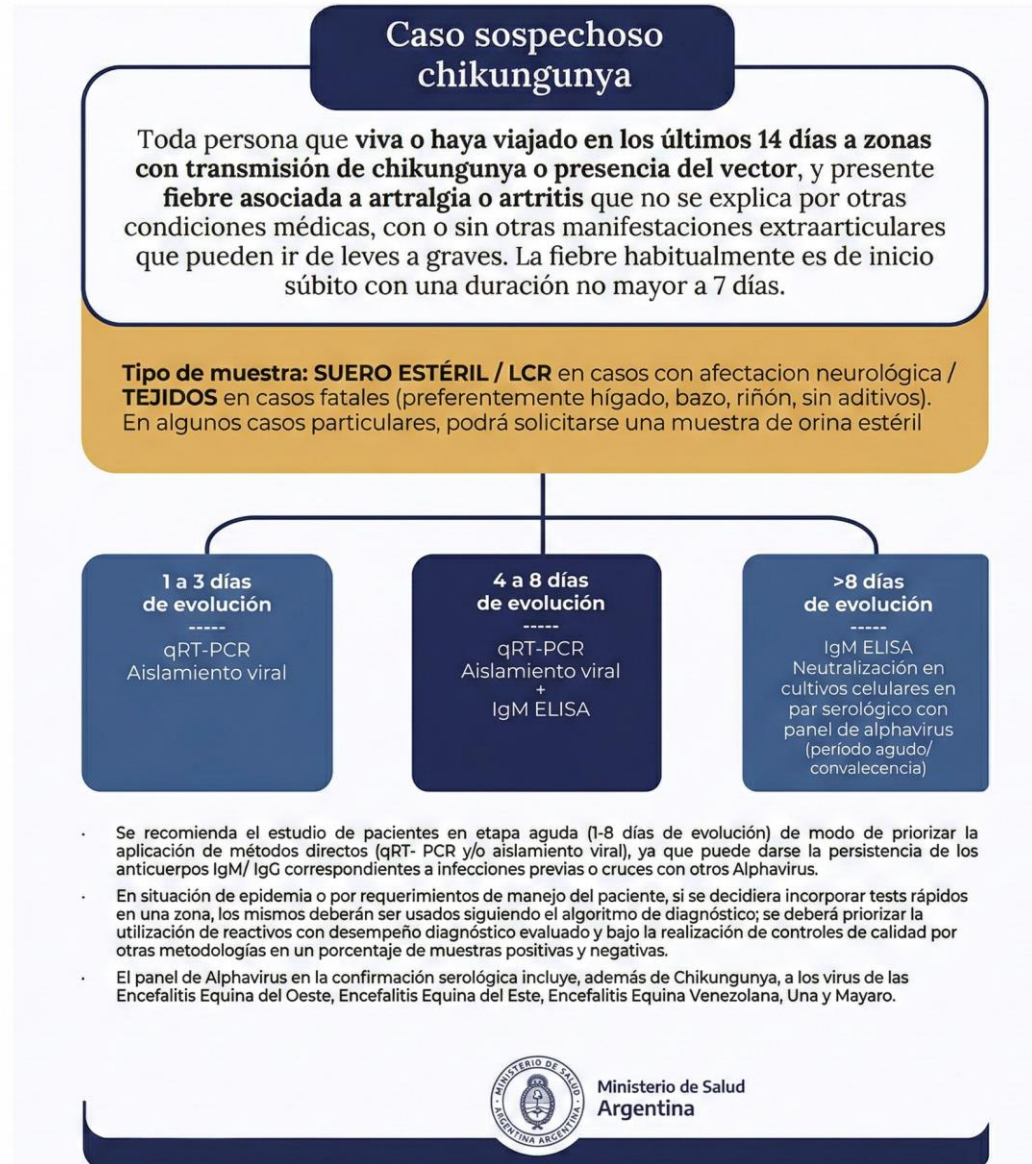 Caso sospechoso
chikungunya
Toda persona que viva o haya viajado en los últimos 14 días a zonas
con transmisión de chikungunya o presencia del vector, y presente
fiebre asociada a artralgia o artritis que no se explica por otras
condiciones médicas, con o sin otras manifestaciones extraarticulares
que pueden ir de leves a graves. La fiebre habitualmente es de inicio
súbito con una duración no mayor a 7 días.
Tipo de muestra: SUERO ESTÉRIL / LCR en casos con afectacion neurológica /
TEJIDOS en casos fatales (preferentemente hígado, bazo, riñón, sin aditivos).
En algunos casos particulares, podrá solicitarse una muestra de orina estéril
1 a 3 días
de evolución
-----
qRT-PCR
Aislamiento viral
4 a 8 días
de evolución
-----
qRT-PCR
Aislamiento viral
+
IgM ELISA
>8 días
de evolución
-----
IgM ELISA
Neutralización en
cultivos celulares en
par serológico con
panel de alphavirus
(período agudo/
convalecencia)
· Se recomienda el estudio de pacientes en etapa aguda (1-8 días de evolución) de modo de priorizar la
aplicación de métodos directos (qRT- PCR y/o aislamiento viral), ya que puede darse la persistencia de los
anticuerpos IgM/ IgG correspondientes a infecciones previas o cruces con otros Alphavirus.
· En situación de epidemia o por requerimientos de manejo del paciente, si se decidiera incorporar tests rápidos
en una zona, los mismos deberán ser usados siguiendo el algoritmo de diagnóstico; se deberá priorizar la
utilización de reactivos con desempeño diagnóstico evaluado y bajo la realización de controles de calidad por
otras metodologías en un porcentaje de muestras positivas y negativas.
· El panel de Alphavirus en la confirmación serológica incluye, además de Chikungunya, a los virus de las
Encefalitis Equina del Oeste, Encefalitis Equina del Este, Encefalitis Equina Venezolana, Una y Mayaro.
MINISTERIO DE SALUD
ARGENTINA ARGENTINA
Ministerio de Salud
Argentina